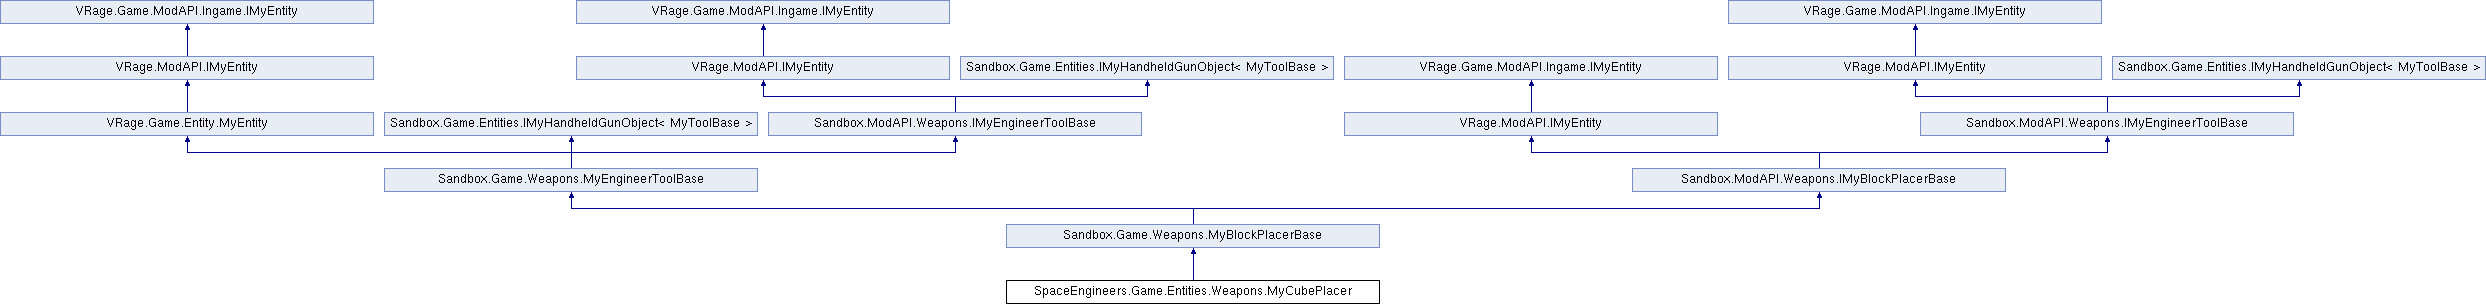 VRage.Game.ModAPI.Ingame.IMyEntity
VRage.Game.ModAPI.Ingame.IMyEntity
VRage.Game.ModAPI.Ingame.IMyEntity
VRage.ModAPI.IMyEntity
VRage.ModAPI.IMyEntity
Sandbox.Game.Entities.IMyHandheldGunObject< MyToolBase >
VRage.Game.ModAPI.Ingame.IMyEntity
VRage.ModAPI.IMyEntity
Sandbox.Game.Entities.IMyHandheldGunObject< MyToolBase >
VRage.Game.Entity.MyEntity
Sandbox.Game.Entities.IMyHandheldGunObject< MyToolBase >
Sandbox.ModAPI.Weapons.IMyEngineerToolBase
VRage.ModAPI.IMyEntity
Sandbox.ModAPI.Weapons.IMyEngineerToolBase
Sandbox.Game.Weapons.MyEngineerToolBase
Sandbox.ModAPI.Weapons.IMyBlockPlacerBase
Sandbox.Game.Weapons.MyBlockPlacerBase
SpaceEngineers.Game.Entities.Weapons.MyCubePlacer